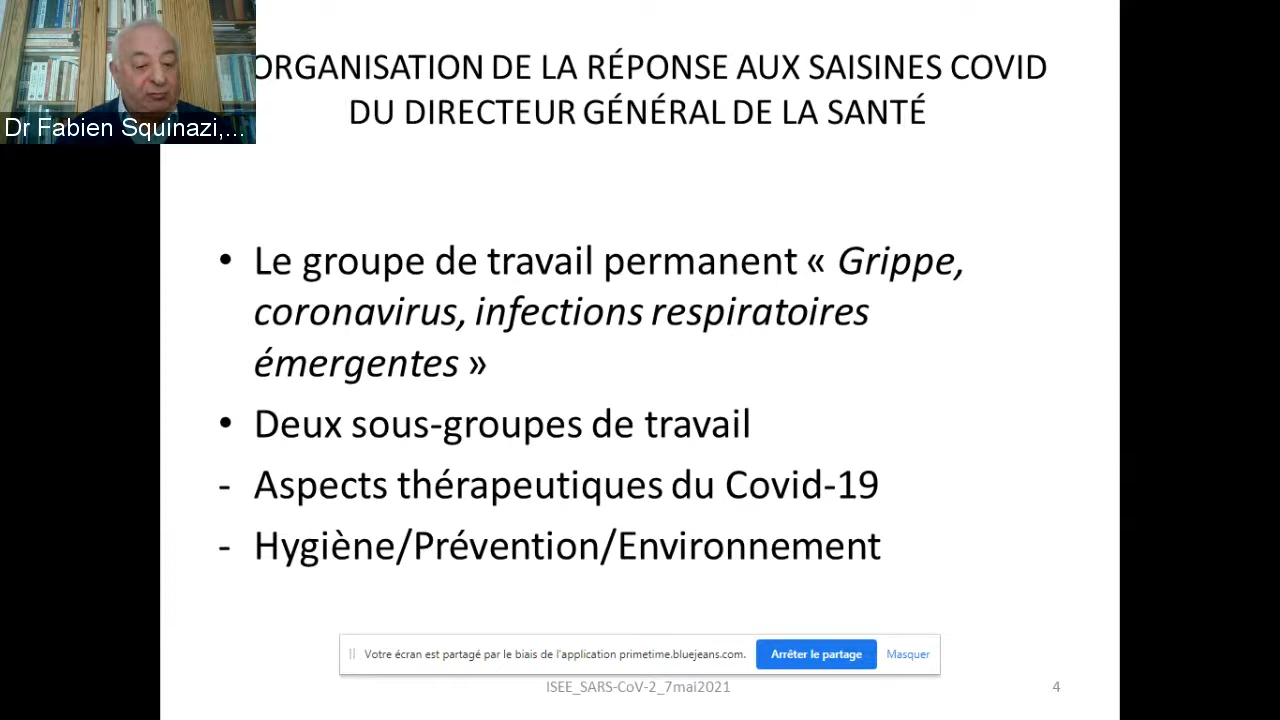 ORGANISATION DE LA RÉPONSE AUX SAISINES COVID
DU DIRECTEUR GÉNÉRAL DE LA SANTÉ
Dr Fabien Squinazi,...
• Le groupe de travail permanent « Grippe,
coronavirus, infections respiratoires
émergentes »
• Deux sous-groupes de travail
- Aspects thérapeutiques du Covid-19
- Hygiène/Prévention/Environnement
Votre écran est partagé par le biais de l'application primetime.bluejeans.com. Arrêter le partage Masquer
ISEE_SARS-CoV-2_7mai2021 4